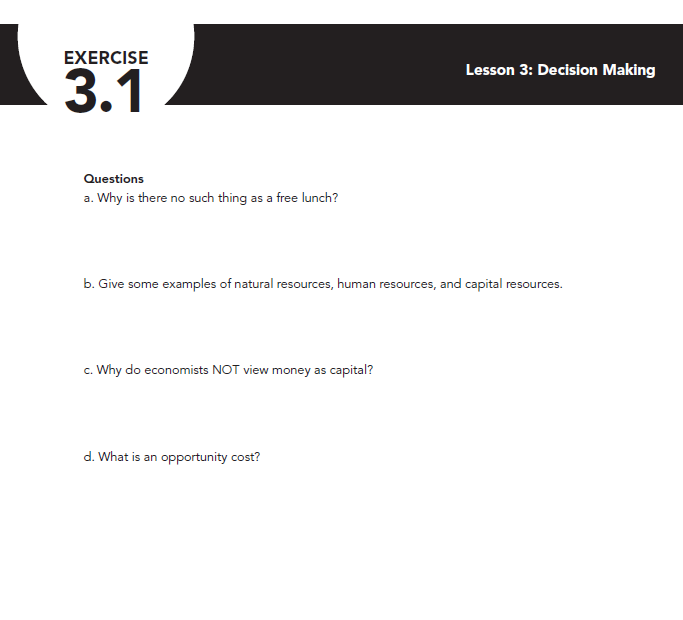 EXERCISE
3.1
Lesson 3: Decision Making
Questions
a. Why is there no such thing as a free lunch?
b. Give some examples of natural resources, human resources, and capital resources.
c. Why do economists NOT view money as capital?
d. What is an opportunity cost?